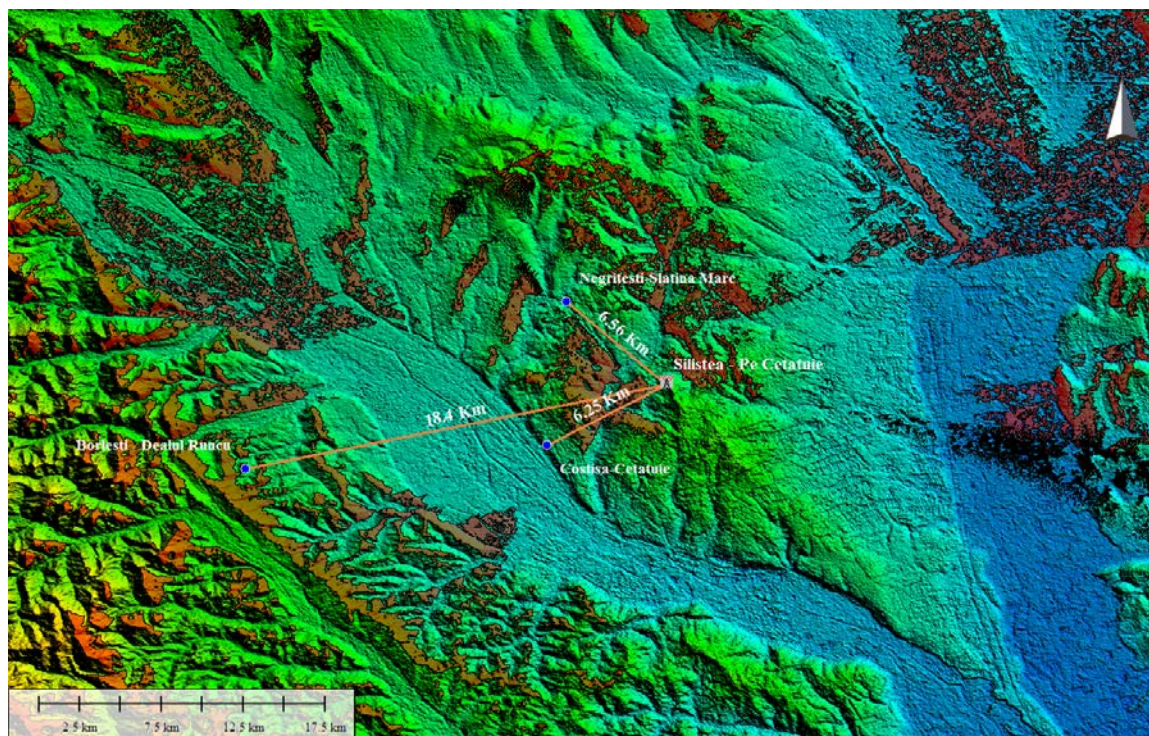 Negritesti-Slatina Mare
6.56 Km
Silistea - Pe Cetatuie
6.25 Km
18.4 Km
Borlesti - Dealul Runcu
Costisa-Cetatuie
2.5 km 7.5 km 12.5 km 17.5 km